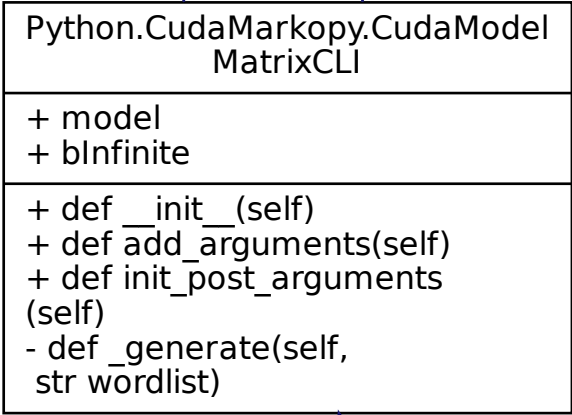 Python.CudaMarkopy.CudaModel
MatrixCLI
+ model
+ bInfinite
+ def __init__(self)
+ def add_arguments(self)
+ def init_post_arguments
(self)
- def _generate(self,
str wordlist)